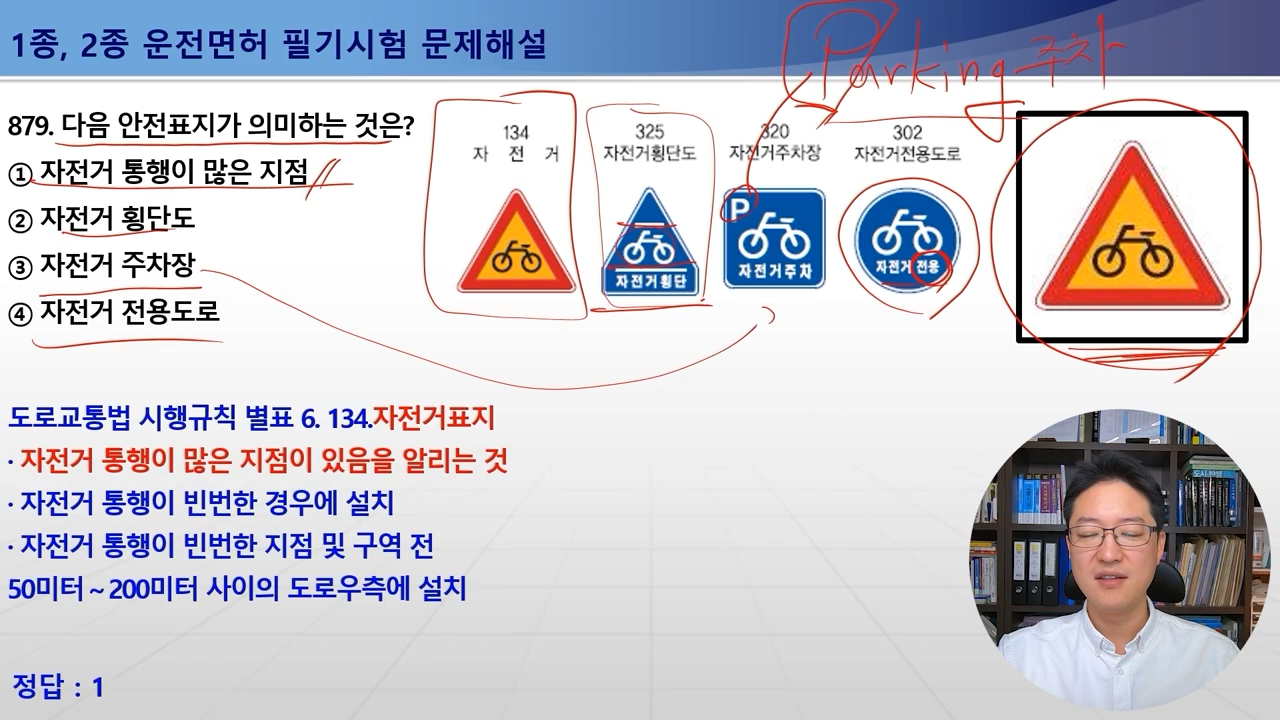 1종, 2종 운전면허 필기시험 문제해설
Parking 주차
879. 다음 안전표지가 의미하는 것은?
① 자전거 통행이 많은 지점
② 자전거 횡단도
③ 자전거 주차장
④ 자전거 전용도로
134
자 전 거
325
자전거횡단도
자전거횡단
320
자전거주차장
P
자전거주차
302
자전거전용도로
자전거 전용
도로교통법 시행규칙 별표 6. 134.자전거표지
· 자전거 통행이 많은 지점이 있음을 알리는 것
· 자전거 통행이 빈번한 경우에 설치
· 자전거 통행이 빈번한 지점 및 구역 전
50미터 ~ 200미터 사이의 도로우측에 설치
정답 : 1